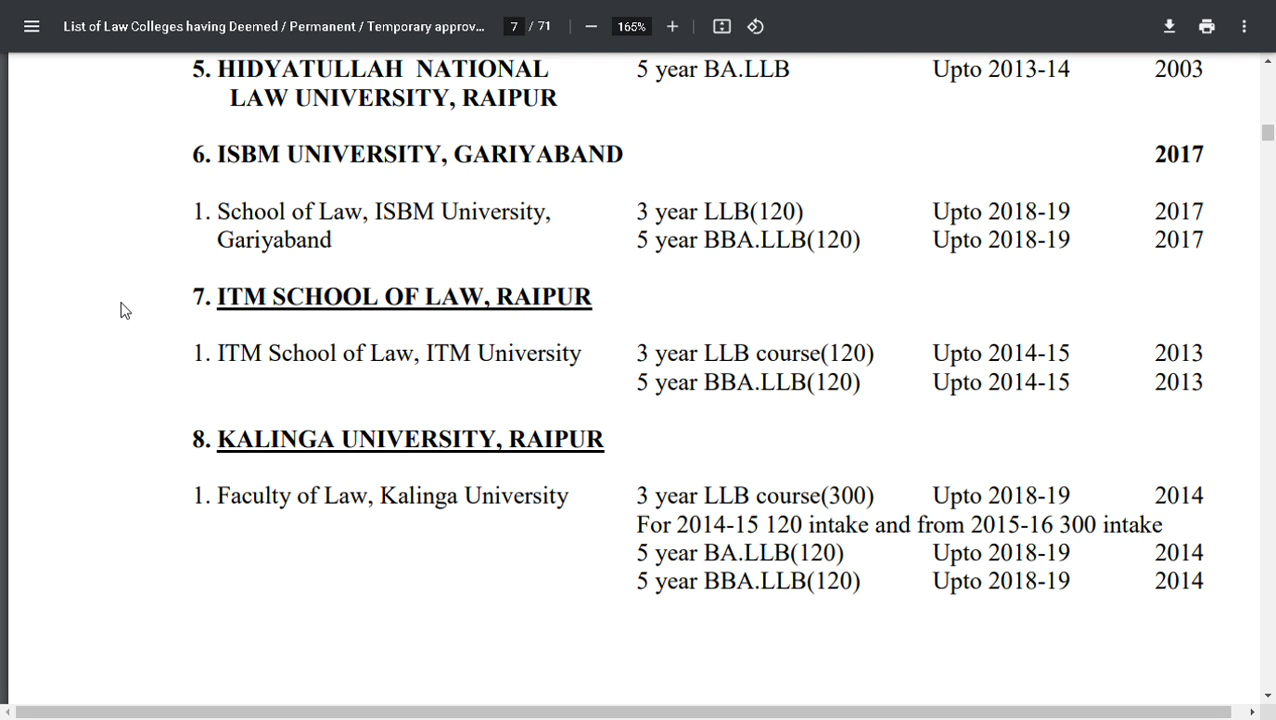 List of Law Colleges having Deemed / Permanent / Temporary approv... 7 / 71 165%
5. HIDYATULLAH NATIONAL 5 year BA.LLB Upto 2013-14 2003
LAW UNIVERSITY, RAIPUR
6. ISBM UNIVERSITY, GARIYABAND 2017
1. School of Law, ISBM University, 3 year LLB(120) Upto 2018-19 2017
Gariyaband 5 year BBA.LLB(120) Upto 2018-19 2017
7. ITM SCHOOL OF LAW, RAIPUR
1. ITM School of Law, ITM University 3 year LLB course(120) Upto 2014-15 2013
5 year BBA.LLB(120) Upto 2014-15 2013
8. KALINGA UNIVERSITY, RAIPUR
1. Faculty of Law, Kalinga University 3 year LLB course(300) Upto 2018-19 2014
For 2014-15 120 intake and from 2015-16 300 intake
5 year BA.LLB(120) Upto 2018-19 2014
5 year BBA.LLB(120) Upto 2018-19 2014